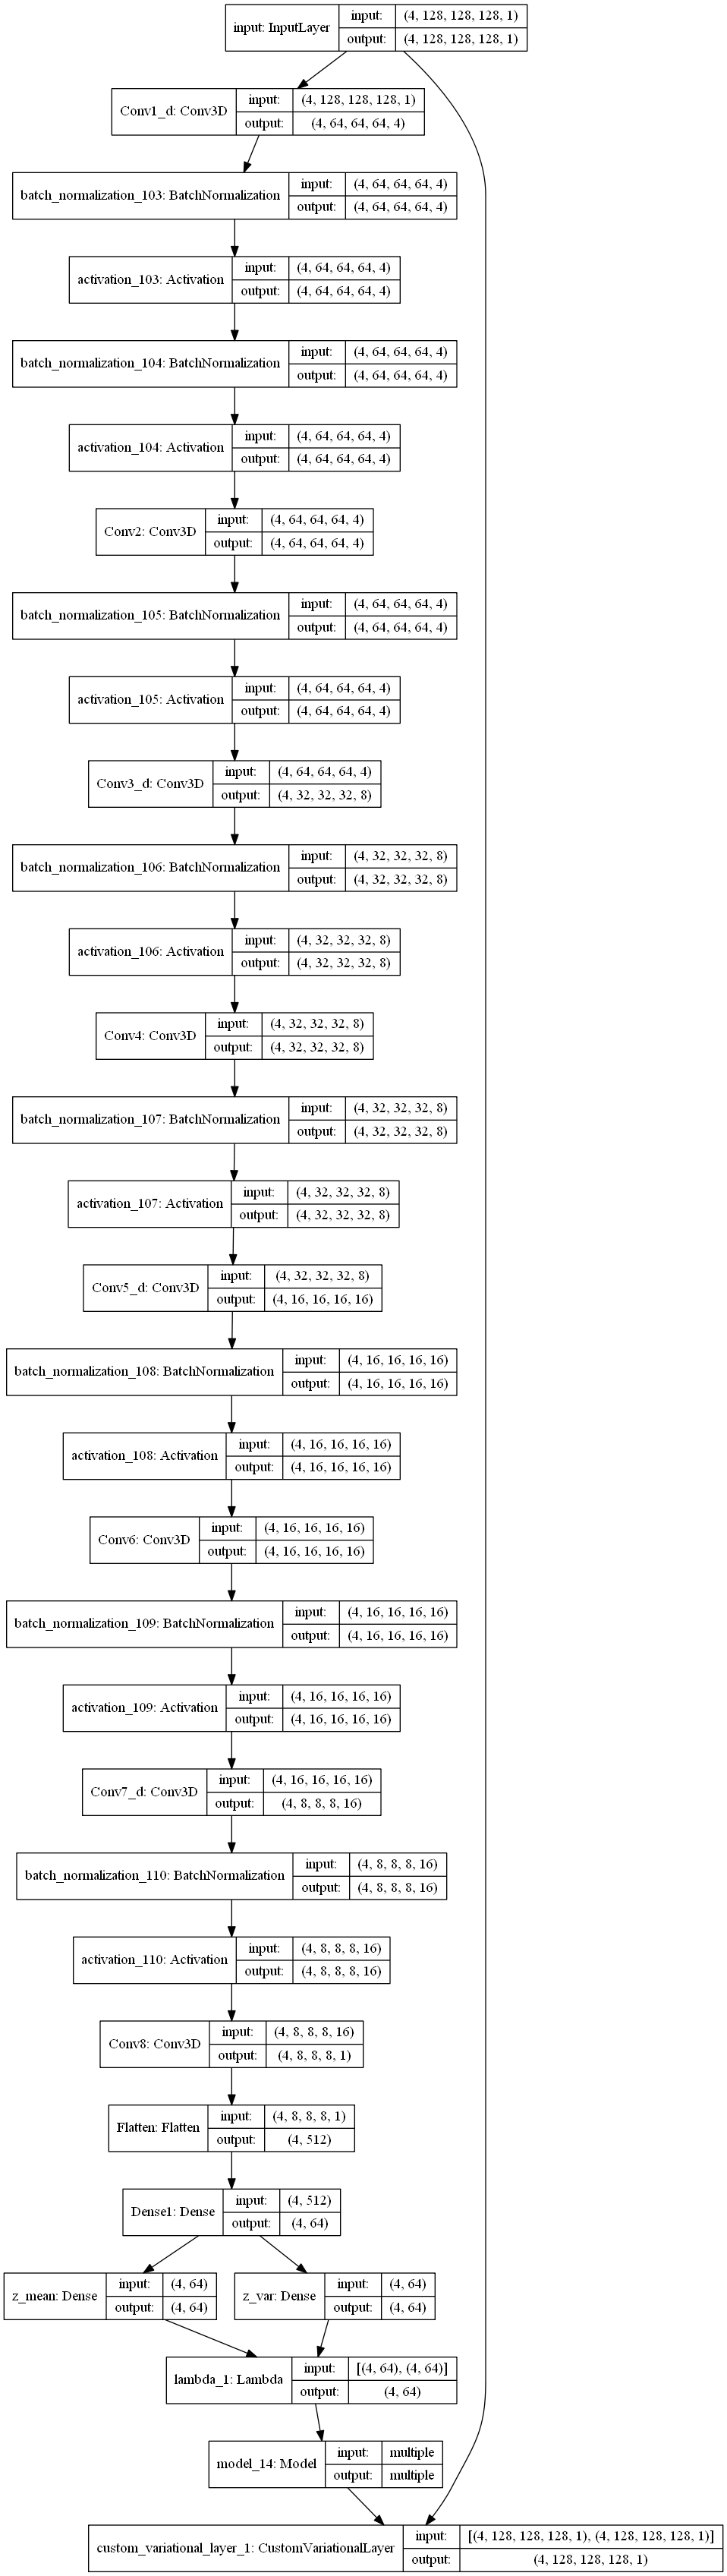 input: InputLayer
input: (4, 128, 128, 128, 1)
output: (4, 128, 128, 128, 1)
Conv1_d: Conv3D
input: (4, 128, 128, 128, 1)
output: (4, 64, 64, 64, 4)
batch_normalization_103: BatchNormalization
input: (4, 64, 64, 64, 4)
output: (4, 64, 64, 64, 4)
activation_103: Activation
input: (4, 64, 64, 64, 4)
output: (4, 64, 64, 64, 4)
batch_normalization_104: BatchNormalization
input: (4, 64, 64, 64, 4)
output: (4, 64, 64, 64, 4)
activation_104: Activation
input: (4, 64, 64, 64, 4)
output: (4, 64, 64, 64, 4)
Conv2: Conv3D
input: (4, 64, 64, 64, 4)
output: (4, 64, 64, 64, 4)
batch_normalization_105: BatchNormalization
input: (4, 64, 64, 64, 4)
output: (4, 64, 64, 64, 4)
activation_105: Activation
input: (4, 64, 64, 64, 4)
output: (4, 64, 64, 64, 4)
Conv3_d: Conv3D
input: (4, 64, 64, 64, 4)
output: (4, 32, 32, 32, 8)
batch_normalization_106: BatchNormalization
input: (4, 32, 32, 32, 8)
output: (4, 32, 32, 32, 8)
activation_106: Activation
input: (4, 32, 32, 32, 8)
output: (4, 32, 32, 32, 8)
Conv4: Conv3D
input: (4, 32, 32, 32, 8)
output: (4, 32, 32, 32, 8)
batch_normalization_107: BatchNormalization
input: (4, 32, 32, 32, 8)
output: (4, 32, 32, 32, 8)
activation_107: Activation
input: (4, 32, 32, 32, 8)
output: (4, 32, 32, 32, 8)
Conv5_d: Conv3D
input: (4, 32, 32, 32, 8)
output: (4, 16, 16, 16, 16)
batch_normalization_108: BatchNormalization
input: (4, 16, 16, 16, 16)
output: (4, 16, 16, 16, 16)
activation_108: Activation
input: (4, 16, 16, 16, 16)
output: (4, 16, 16, 16, 16)
Conv6: Conv3D
input: (4, 16, 16, 16, 16)
output: (4, 16, 16, 16, 16)
batch_normalization_109: BatchNormalization
input: (4, 16, 16, 16, 16)
output: (4, 16, 16, 16, 16)
activation_109: Activation
input: (4, 16, 16, 16, 16)
output: (4, 16, 16, 16, 16)
Conv7_d: Conv3D
input: (4, 16, 16, 16, 16)
output: (4, 8, 8, 8, 16)
batch_normalization_110: BatchNormalization
input: (4, 8, 8, 8, 16)
output: (4, 8, 8, 8, 16)
activation_110: Activation
input: (4, 8, 8, 8, 16)
output: (4, 8, 8, 8, 16)
Conv8: Conv3D
input: (4, 8, 8, 8, 16)
output: (4, 8, 8, 8, 1)
Flatten: Flatten
input: (4, 8, 8, 8, 1)
output: (4, 512)
Dense1: Dense
input: (4, 512)
output: (4, 64)
z_mean: Dense
input: (4, 64)
output: (4, 64)
z_var: Dense
input: (4, 64)
output: (4, 64)
lambda_1: Lambda
input: [(4, 64), (4, 64)]
output: (4, 64)
model_14: Model
input: multiple
output: multiple
custom_variational_layer_1: CustomVariationalLayer
input: [(4, 128, 128, 128, 1), (4, 128, 128, 128, 1)]
output: (4, 128, 128, 128, 1)